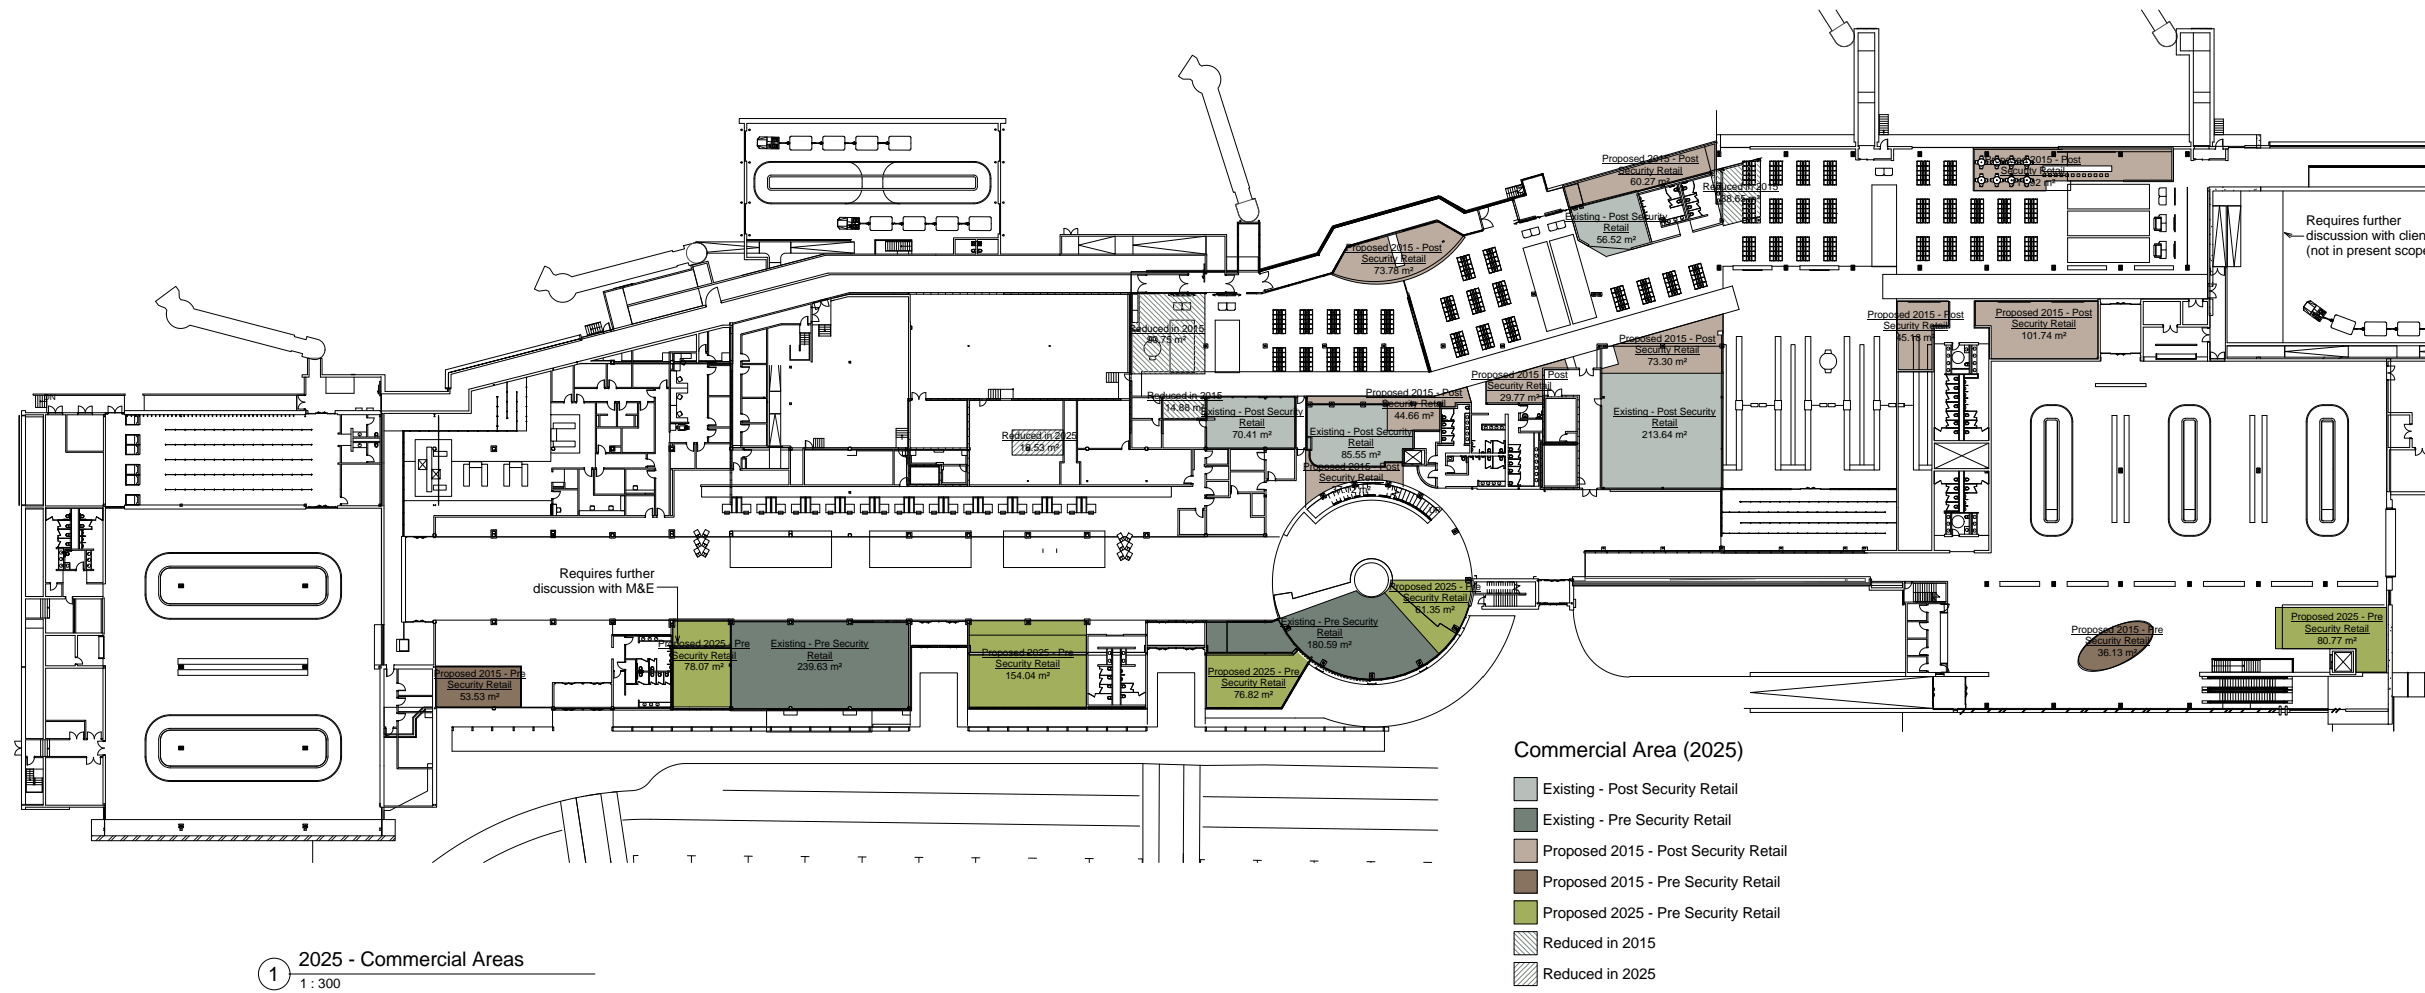 Proposed 2015 - Post
Security Retail
60.27 m²
Reduced in 2015
Existing - Post Security
Retail
56.52 m²
2015 - Post
Security Retail
Requires further
discussion with clien
(not in present scope
Proposed 2015 - Post
Security Retail
73.78 m²
Reduced in 2015
Proposed 2015 - Post
Security Retail
73.30 m²
Proposed 2015 - Post
Security Retail
45.18 m²
Proposed 2015 - Post
Security Retail
101.74 m²
Proposed 2015 - Post
Security Retail
29.77 m²
Proposed 2015 - Post
Security Retail
44.66 m²
Reduced in 2015
14.88 m²
Existing - Post Security
Retail
70.41 m²
Existing - Post Security
Retail
85.55 m²
Existing - Post Security
Retail
213.64 m²
Reduced in 2025
Proposed 2015 - Post
Security Retail
Requires further
discussion with M&E
Proposed 2025 - Pre
Security Retail
61.35 m²
Existing - Pre Security
Retail
180.59 m²
Proposed 2015 - Pre
Security Retail
53.53 m²
Proposed 2025 - Pre
Security Retail
78.07 m²
Existing - Pre Security
Retail
239.63 m²
Proposed 2025 - Pre
Security Retail
154.04 m²
Proposed 2025 - Pre
Security Retail
76.82 m²
Proposed 2015 - Pre
Security Retail
36.13 m²
Proposed 2025 - Pre
Security Retail
80.77 m²
Commercial Area (2025)
Existing - Post Security Retail
Existing - Pre Security Retail
Proposed 2015 - Post Security Retail
Proposed 2015 - Pre Security Retail
Proposed 2025 - Pre Security Retail
Reduced in 2015
Reduced in 2025
1
2025 - Commercial Areas
1 : 300